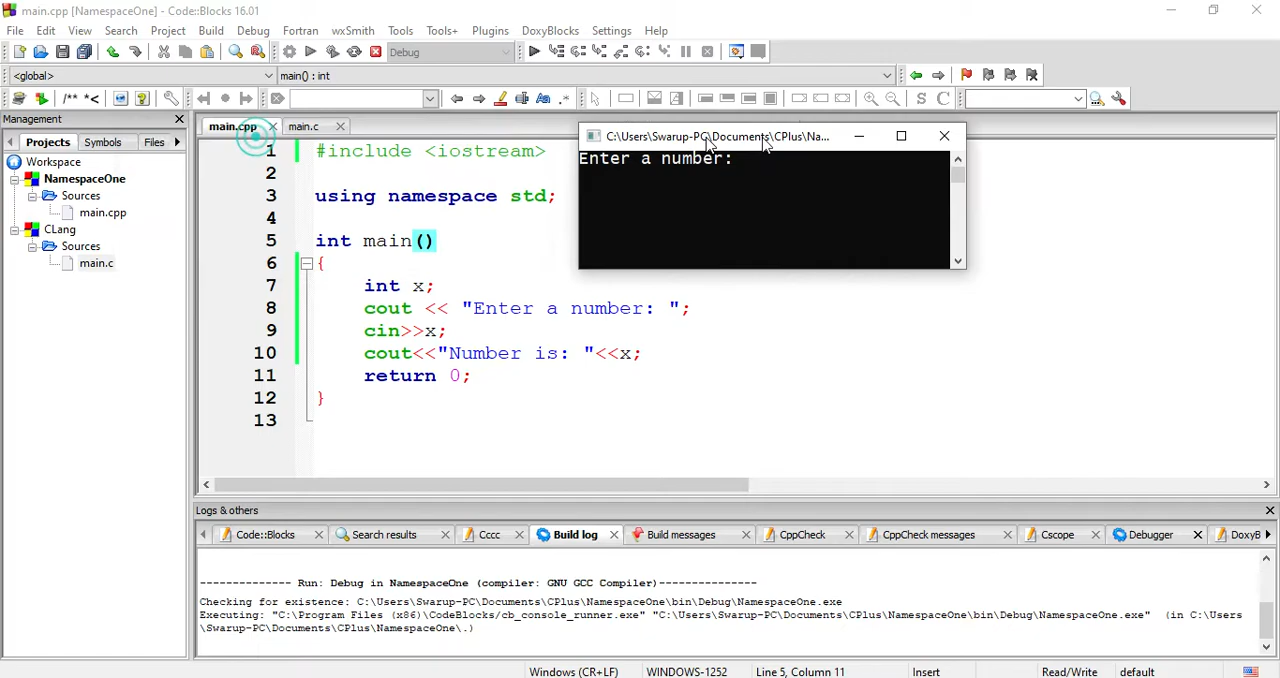 main.cpp [NamespaceOne] - Code::Blocks 16.01
File Edit View Search Project Build Debug Fortran wxSmith Tools Tools+ Plugins DoxyBlocks Settings Help
Debug
<global> main() : int
/** *< S C
Management
main.cpp main.c
Projects Symbols Files
Workspace
NamespaceOne
Sources
main.cpp
CLang
Sources
main.c
1 #include <iostream>
2
3 using namespace std;
4
5 int main()
6 {
7 int x;
8 cout << "Enter a number: ";
9 cin>>x;
10 cout<<"Number is: "<<x;
11 return 0;
12 }
13
C:\Users\Swarup-PC\Documents\CPlus\Na...
Enter a number:
Logs & others
Code::Blocks Search results Cccc Build log Build messages CppCheck CppCheck messages Cscope Debugger DoxyB
-------------- Run: Debug in NamespaceOne (compiler: GNU GCC Compiler)---------------
Checking for existence: C:\Users\Swarup-PC\Documents\CPlus\NamespaceOne\bin\Debug\NamespaceOne.exe
Executing: "C:\Program Files (x86)\CodeBlocks/cb_console_runner.exe" "C:\Users\Swarup-PC\Documents\CPlus\NamespaceOne\bin\Debug\NamespaceOne.exe" (in C:\Users
\Swarup-PC\Documents\CPlus\NamespaceOne\.)
Windows (CR+LF) WINDOWS-1252 Line 5, Column 11 Insert Read/Write default